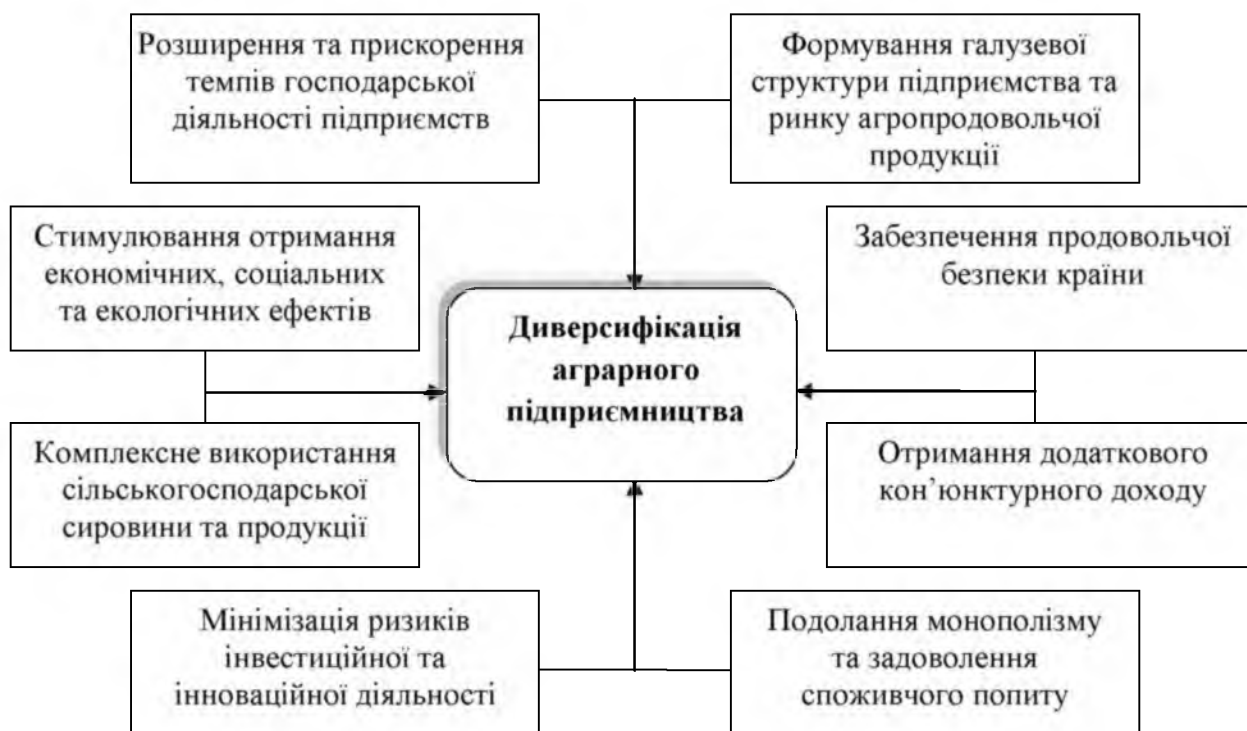 Розширення та прискорення
темпів господарської
діяльності підприємств
Формування галузевої
структури підприємства та
ринку агропродовольчої
продукції
Стимулювання отримання
економічних, соціальних
та екологічних ефектів
Забезпечення продовольчої
безпеки країни
Диверсифікація
аграрного
підприємництва
Комплексне використання
сільськогосподарської
сировини та продукції
Отримання додаткового
кон’юнктурного доходу
Мінімізація ризиків
інвестиційної та
інноваційної діяльності
Подолання монополізму
та задоволення
споживчого попиту